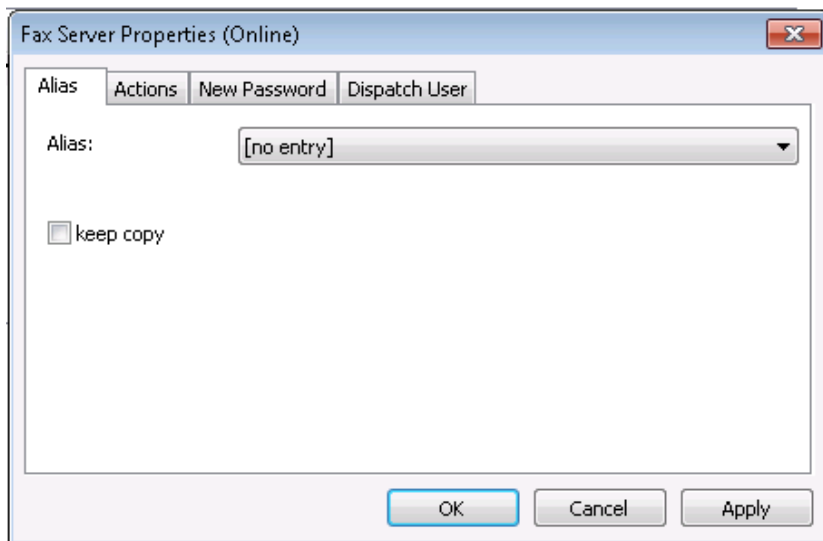 Fax Server Properties (Online)
Alias Actions New Password Dispatch User
Alias: [no entry]
keep copy
OK Cancel Apply